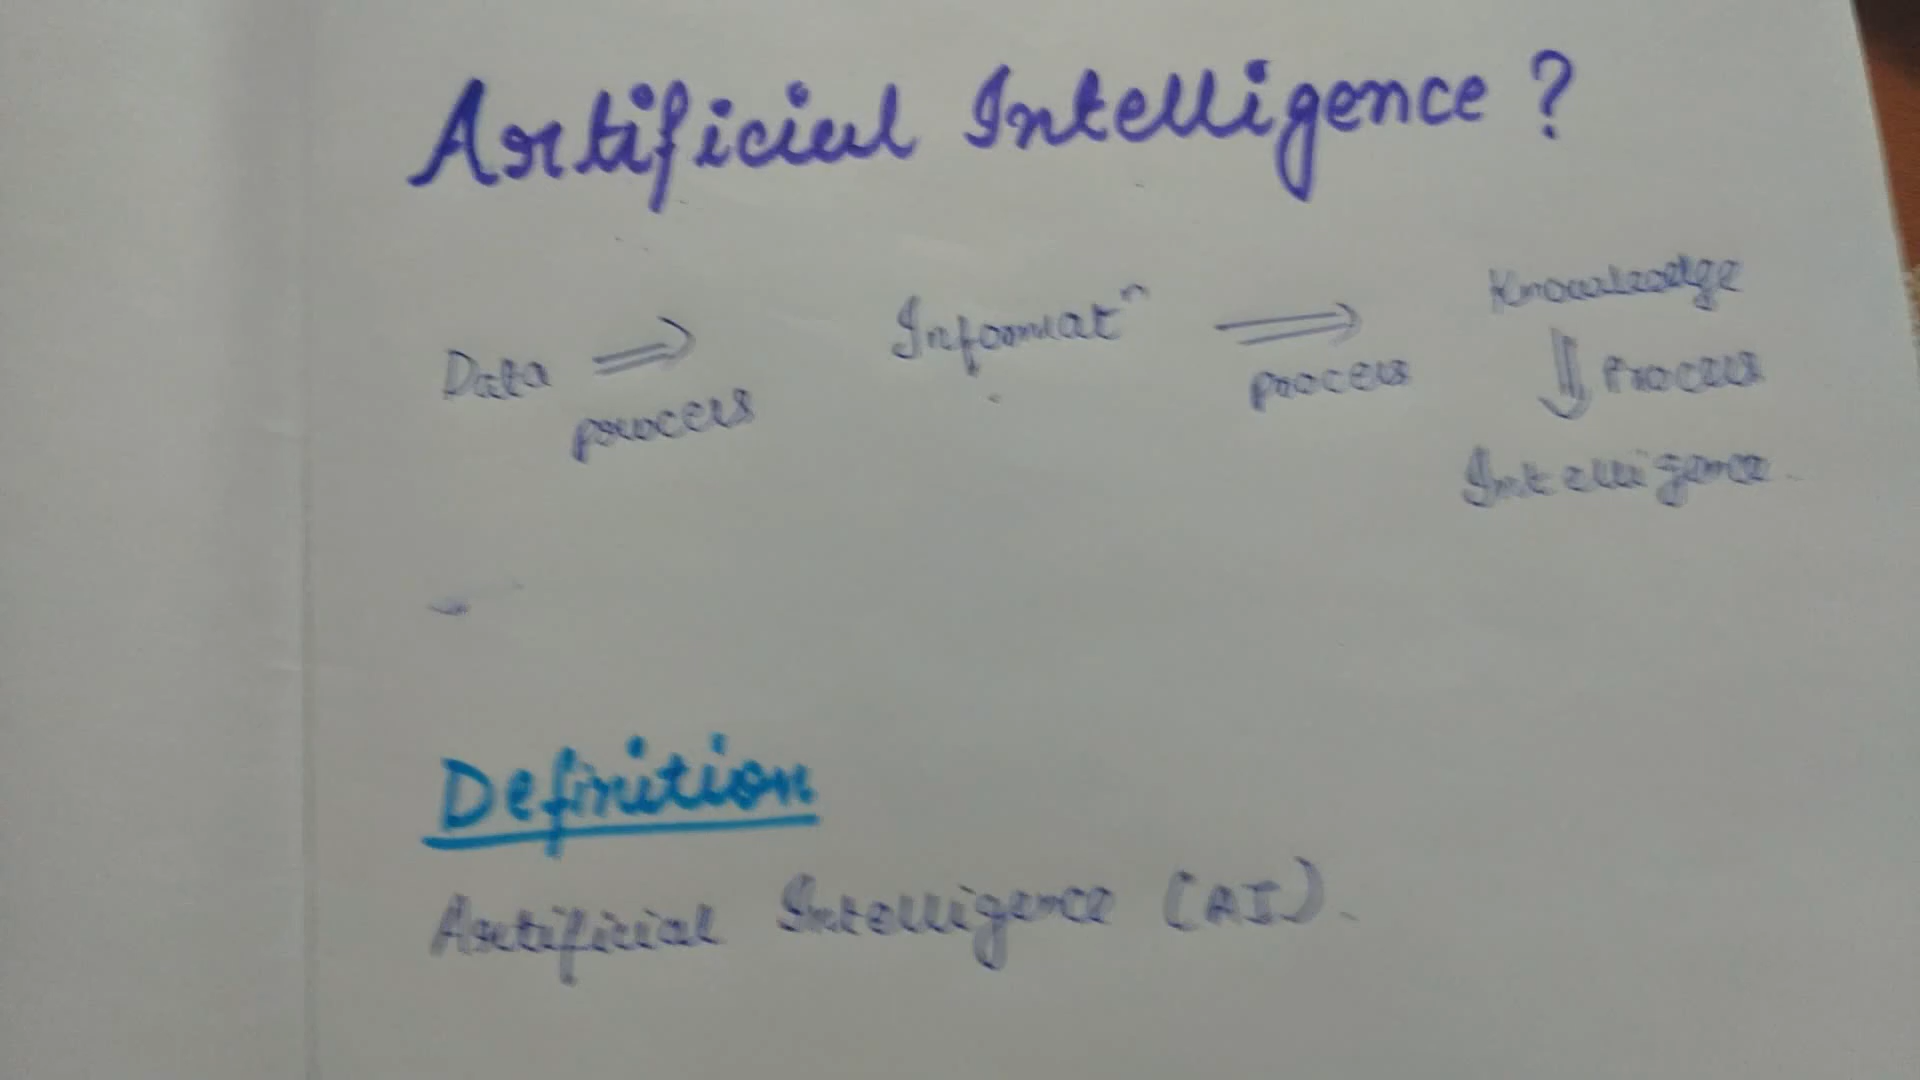 Artificial Intelligence ?
Data ⇒ Informatⁿ ⇒ Knowledge
process process ⇓ Process
Intelligence
Definition
Artificial Intelligence (AI).